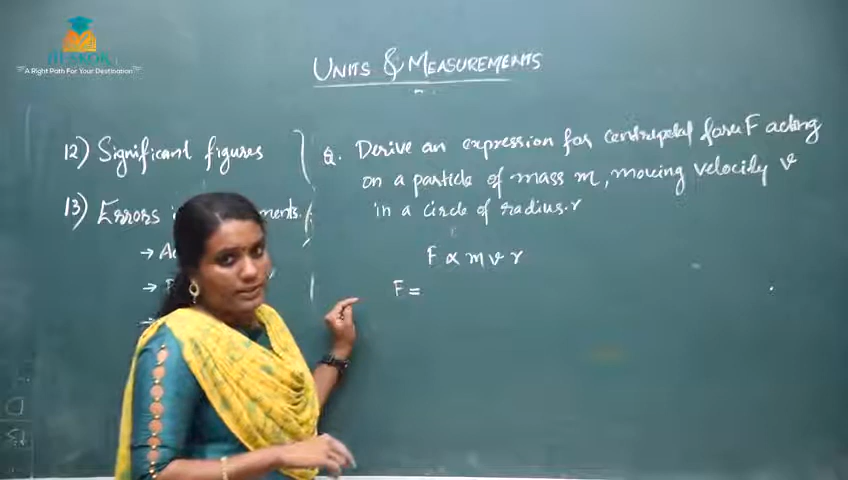 A RIGHT PATH FOR YOUR DESTINATION
UNITS & MEASUREMENTS
12) Significant figures
13) Errors
ments.
Q. Derive an expression for centripetal force F acting
on a particle of mass m, moving velocity v
in a circle of radius. r
F ∝ m v r
F =